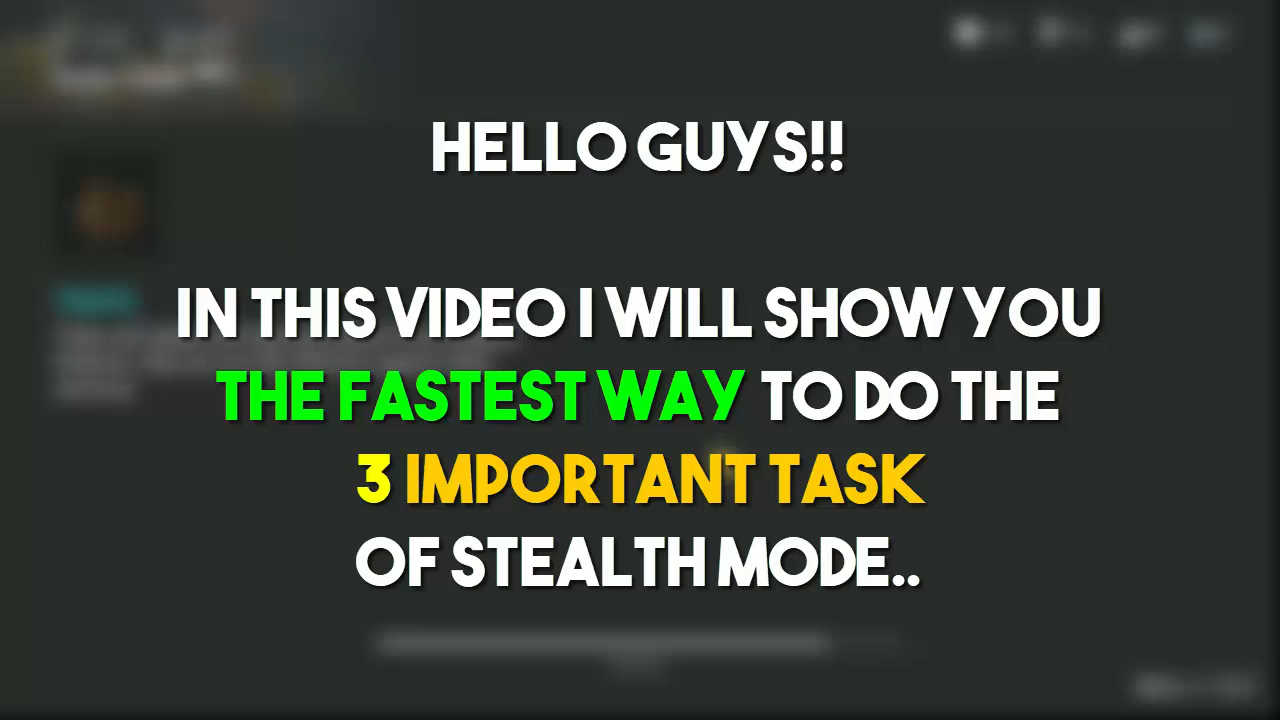 HELLO GUYS!!
IN THIS VIDEO I WILL SHOW YOU
THE FASTEST WAY TO DO THE
3 IMPORTANT TASK
OF STEALTH MODE..